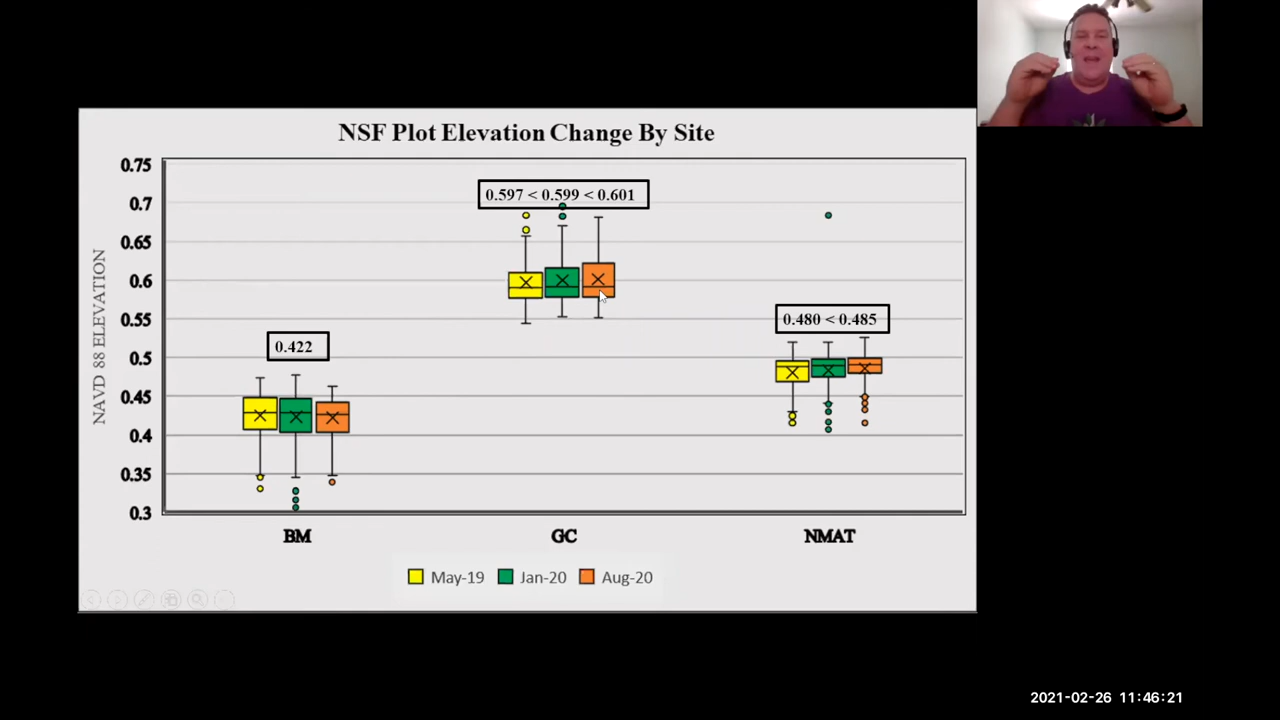 NSF Plot Elevation Change By Site
NAVD 88 ELEVATION
0.75
0.7
0.65
0.6
0.55
0.5
0.45
0.4
0.35
0.3
0.422
0.597 < 0.599 < 0.601
0.480 < 0.485
BM
GC
NMAT
May-19
Jan-20
Aug-20
2021-02-26 11:46:21